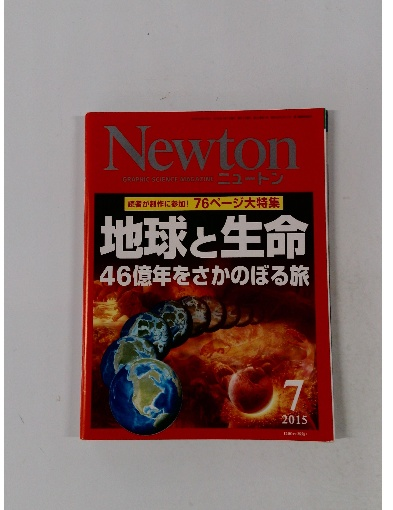 Newton
GRAPHIC SCIENCE MAGAZINE ニュートン
読者が制作に参加! 76ページ大特集
地球と生命
46億年をさかのぼる旅
7
2015